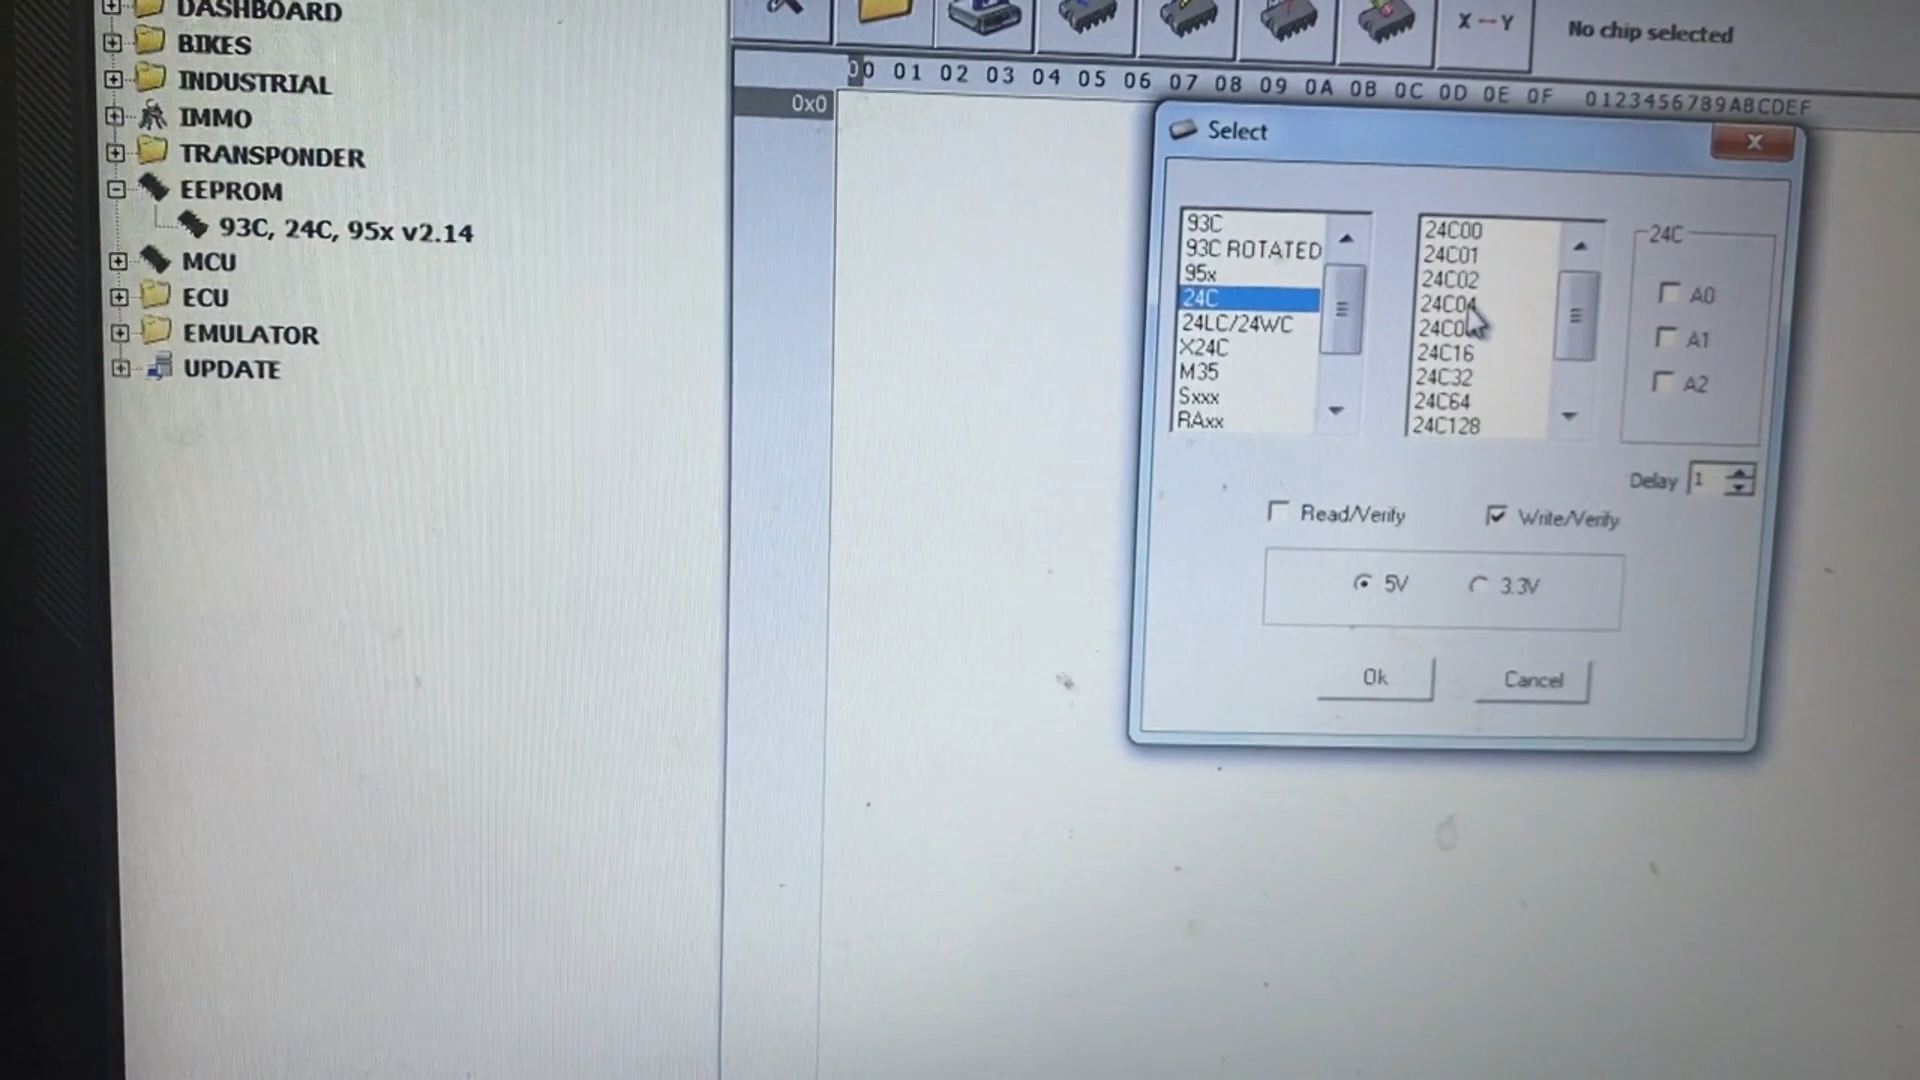 DASHBOARD
BIKES
INDUSTRIAL
IMMO
TRANSPONDER
EEPROM
93C, 24C, 95x v2.14
MCU
ECU
EMULATOR
UPDATE
X Y
No chip selected
00 01 02 03 04 05 06 07 08 09 0A 0B 0C 0D 0E 0F 0123456789ABCDEF
0x0
Select
93C
93C ROTATED
95x
24C
24LC/24WC
X24C
M35
Sxxx
RAxx
24C00
24C01
24C02
24C04
24C16
24C32
24C64
24C128
24C
A0
A1
A2
Delay 1
Read/Verify
Write/Verify
5V
3.3V
Ok
Cancel